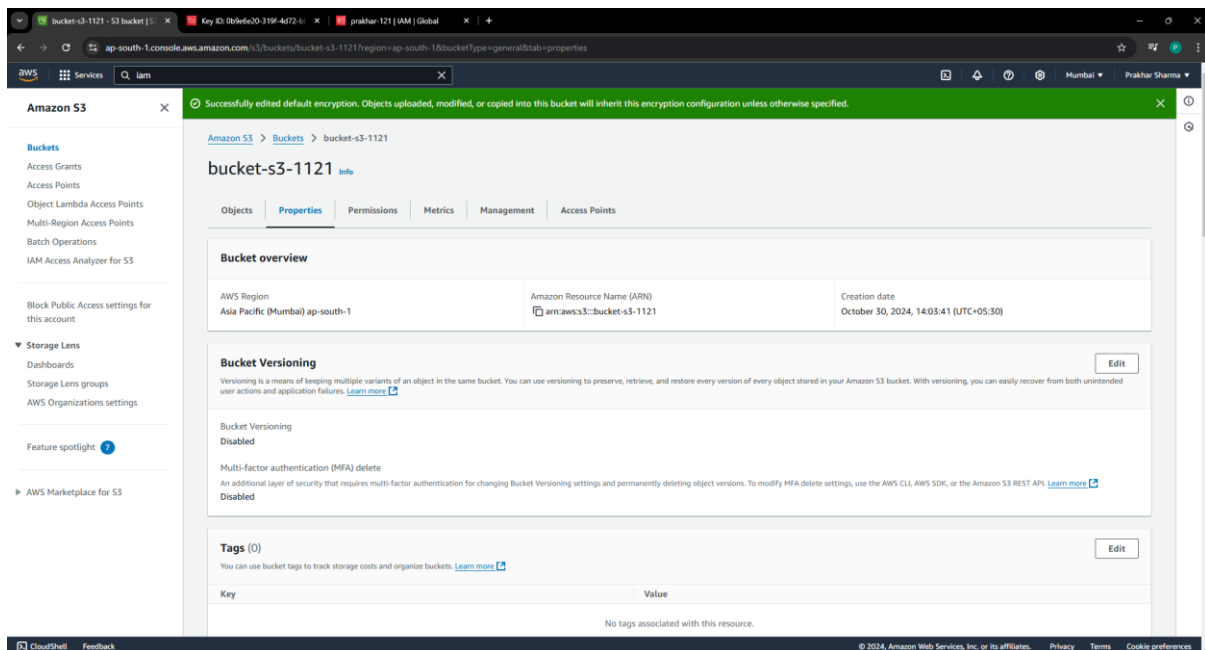 bucket-s3-1121 - S3 bucket | S3
Key ID: 0b9e6e20-319f-4d72-b
prakhar-121 | IAM | Global
ap-south-1.console.aws.amazon.com/s3/buckets/bucket-s3-1121?region=ap-south-1&bucketType=general&tab=properties
aws
Services
iam
Mumbai
Prakhar Sharma
Amazon S3
Buckets
Access Grants
Access Points
Object Lambda Access Points
Multi-Region Access Points
Batch Operations
IAM Access Analyzer for S3
Block Public Access settings for
this account
Storage Lens
Dashboards
Storage Lens groups
AWS Organizations settings
Feature spotlight 7
AWS Marketplace for S3
Successfully edited default encryption. Objects uploaded, modified, or copied into this bucket will inherit this encryption configuration unless otherwise specified.
Amazon S3 > Buckets > bucket-s3-1121
bucket-s3-1121 Info
Objects Properties Permissions Metrics Management Access Points
Bucket overview
AWS Region
Asia Pacific (Mumbai) ap-south-1
Amazon Resource Name (ARN)
arn:aws:s3:::bucket-s3-1121
Creation date
October 30, 2024, 14:03:41 (UTC+05:30)
Bucket Versioning
Edit
Versioning is a means of keeping multiple variants of an object in the same bucket. You can use versioning to preserve, retrieve, and restore every version of every object stored in your Amazon S3 bucket. With versioning, you can easily recover from both unintended
user actions and application failures. Learn more
Bucket Versioning
Disabled
Multi-factor authentication (MFA) delete
An additional layer of security that requires multi-factor authentication for changing Bucket Versioning settings and permanently deleting object versions. To modify MFA delete settings, use the AWS CLI, AWS SDK, or the Amazon S3 REST API. Learn more
Disabled
Tags (0)
Edit
You can use bucket tags to track storage costs and organize buckets. Learn more
Key Value
No tags associated with this resource.
CloudShell Feedback
© 2024, Amazon Web Services, Inc. or its affiliates. Privacy Terms Cookie preferences